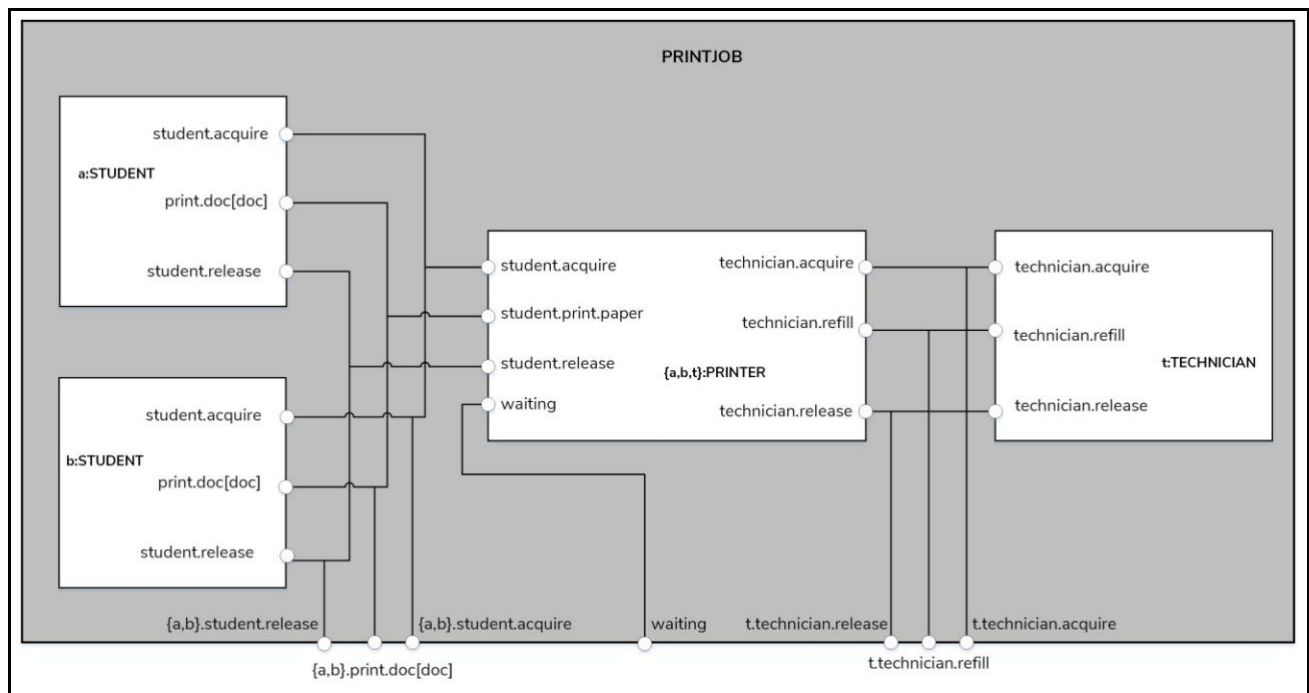 PRINTJOB
student.acquire
a:STUDENT
print.doc[doc]
student.release
student.acquire
student.print.paper
student.release
waiting
technician.acquire
technician.refill
{a,b,t}:PRINTER
technician.release
technician.acquire
technician.refill
t:TECHNICIAN
technician.release
student.acquire
b:STUDENT
print.doc[doc]
student.release
{a,b}.student.release
{a,b}.student.acquire
waiting
t.technician.release
t.technician.acquire
{a,b}.print.doc[doc]
t.technician.refill